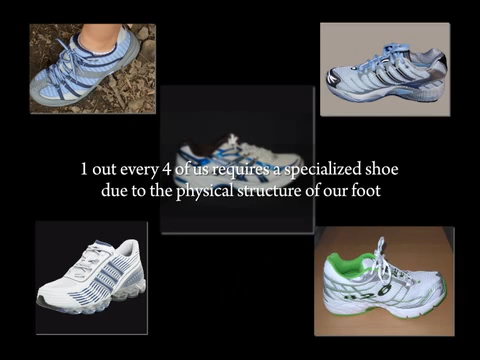 1 out every 4 of us requires a specialized shoe
due to the physical structure of our foot